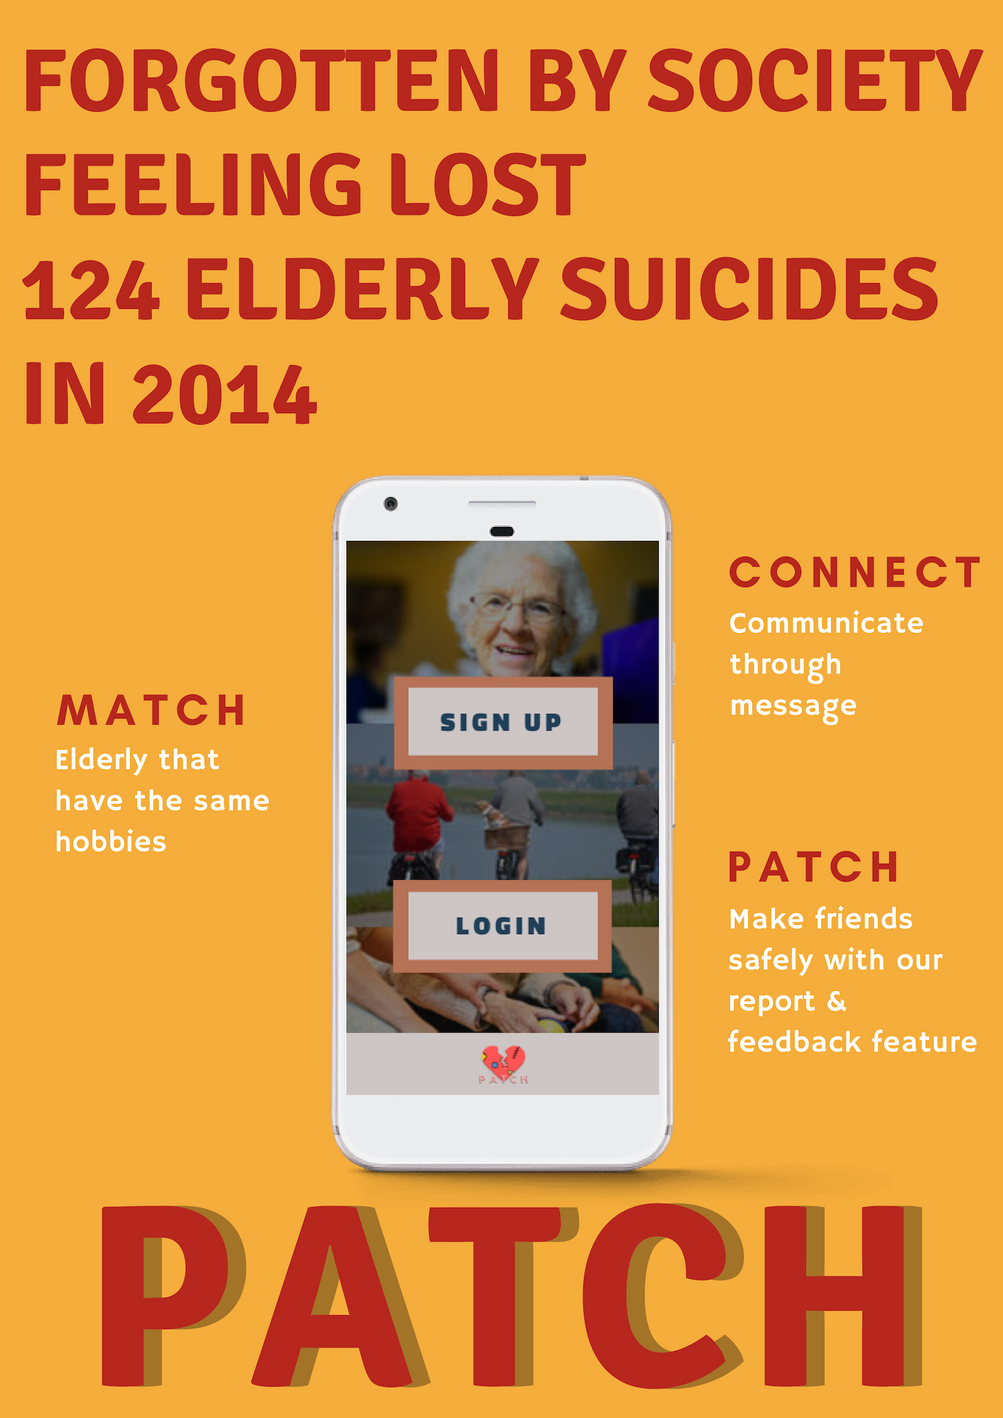 FORGOTTEN BY SOCIETY
FEELING LOST
124 ELDERLY SUICIDES
IN 2014
MATCH
Elderly that
have the same
hobbies
SIGN UP
LOGIN
PATCH
CONNECT
Communicate
through
message
PATCH
Make friends
safely with our
report &
feedback feature
PATCH